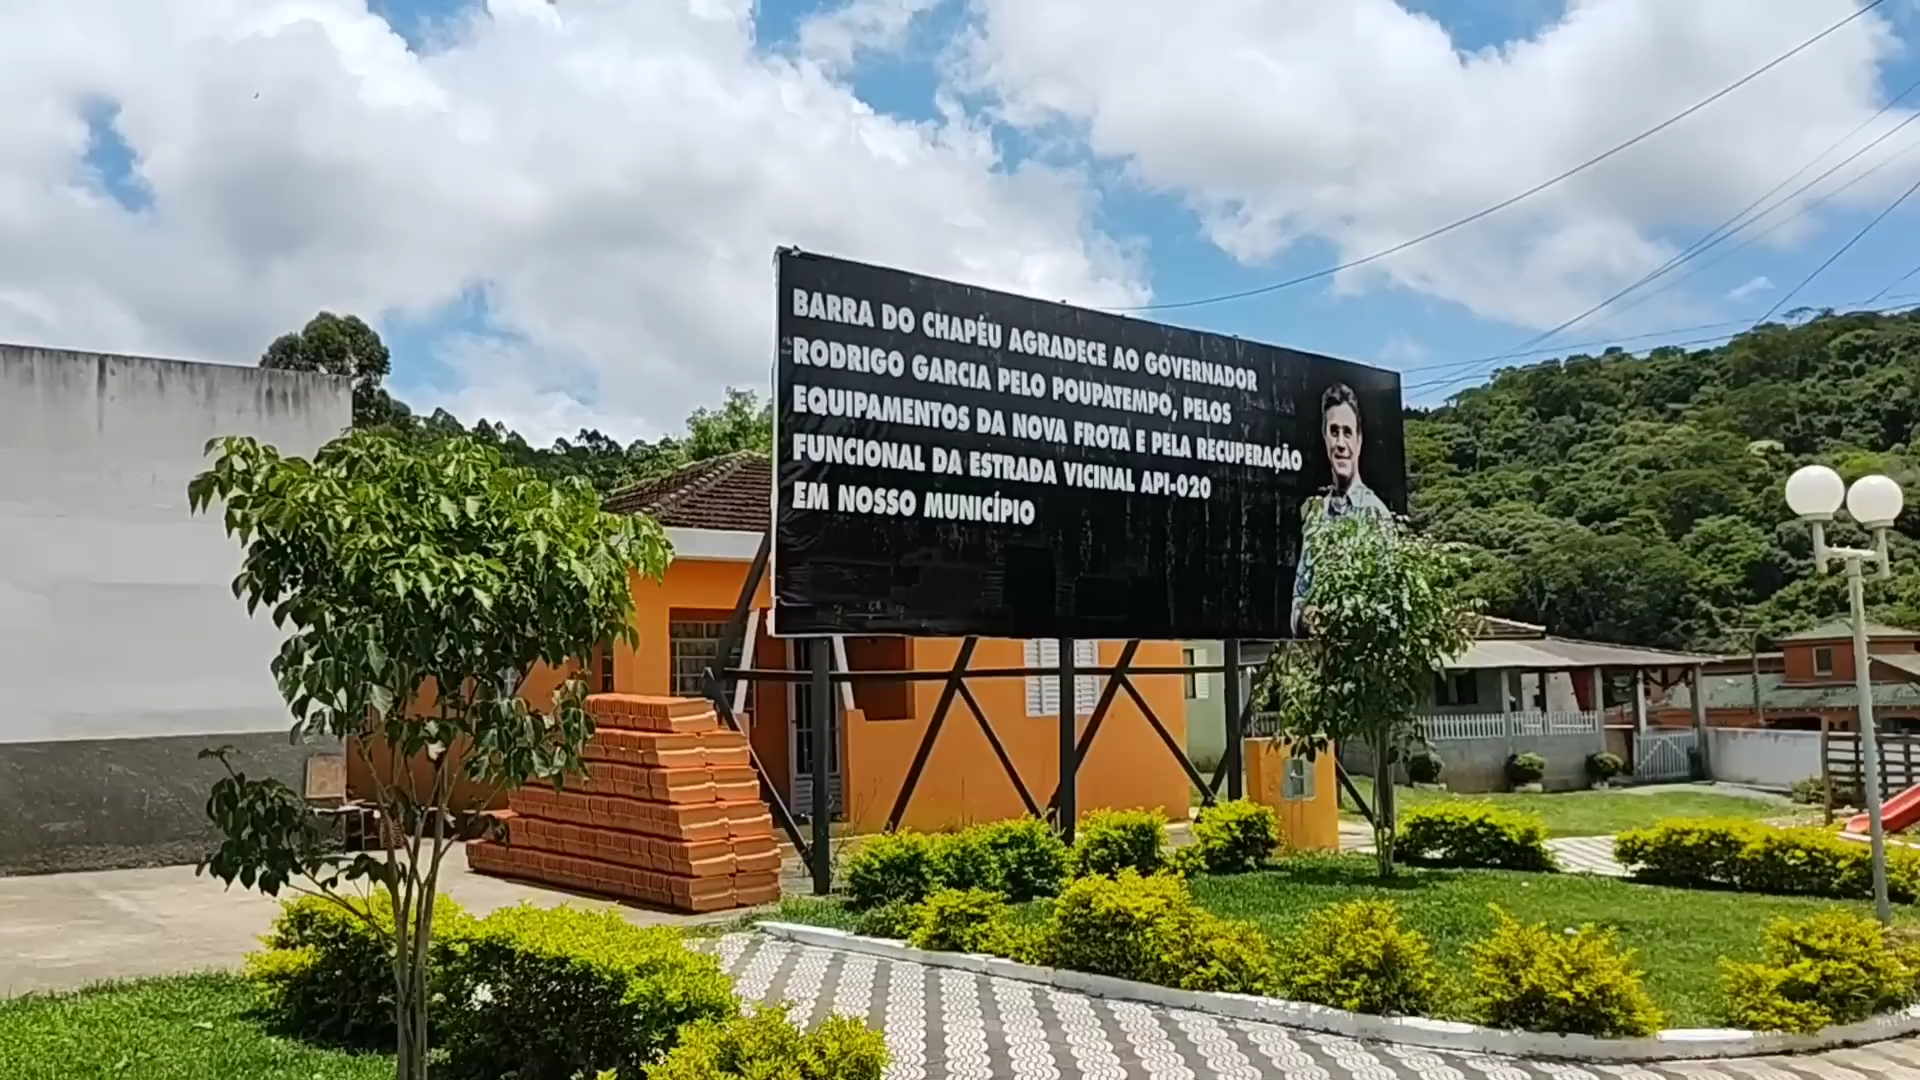 BARRA DO CHAPÉU AGRADECE AO GOVERNADOR
RODRIGO GARCIA PELO POUPATEMPO, PELOS
EQUIPAMENTOS DA NOVA FROTA E PELA RECUPERAÇÃO
FUNCIONAL DA ESTRADA VICINAL API-020
EM NOSSO MUNICÍPIO